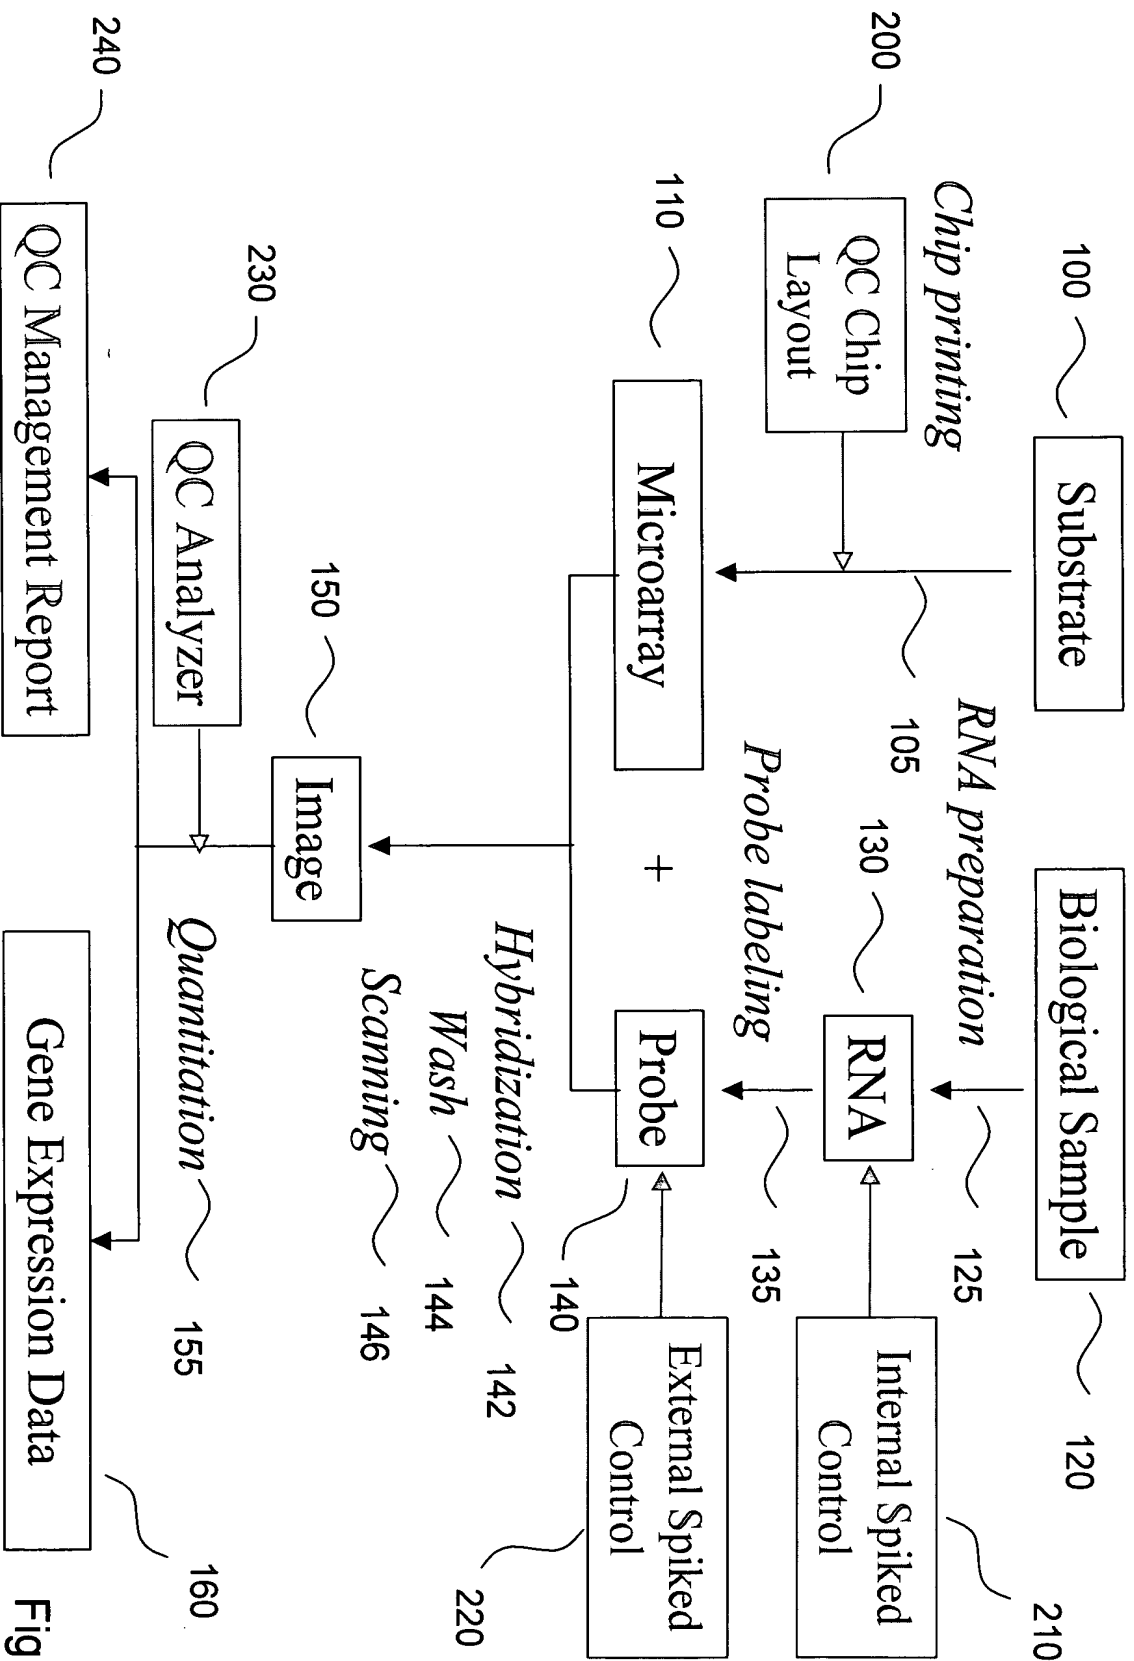 100
Substrate
Biological Sample
120
Chip printing
105
RNA preparation
125
200
QC Chip
Layout
130
RNA
Internal Spiked
Control
210
Probe labeling
135
110
Microarray
+
Probe
140
External Spiked
Control
220
Hybridization
142
Wash
144
Scanning
146
150
Image
230
QC Analyzer
Quantitation
155
240
QC Management Report
Gene Expression Data
160
Fig